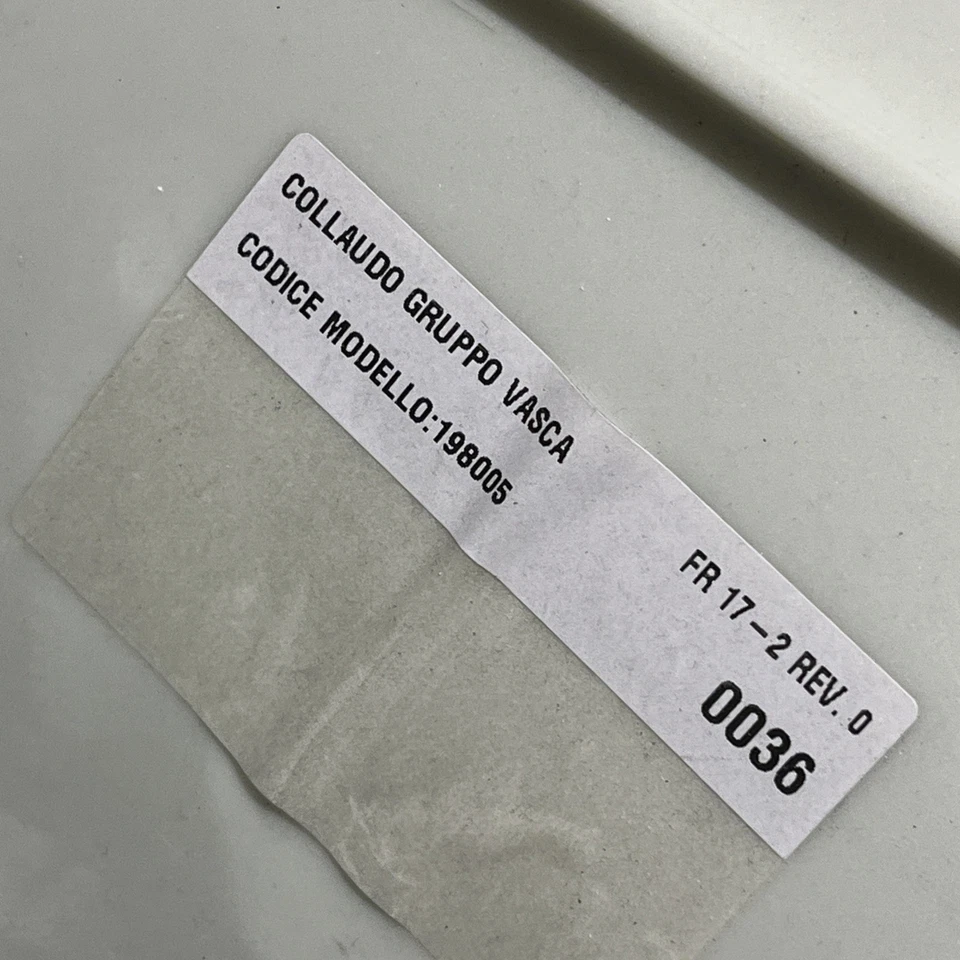 COLLAUDO GRUPPO VASCA
CODICE MODELLO:198005
FR 17-2 REV. 0
0036